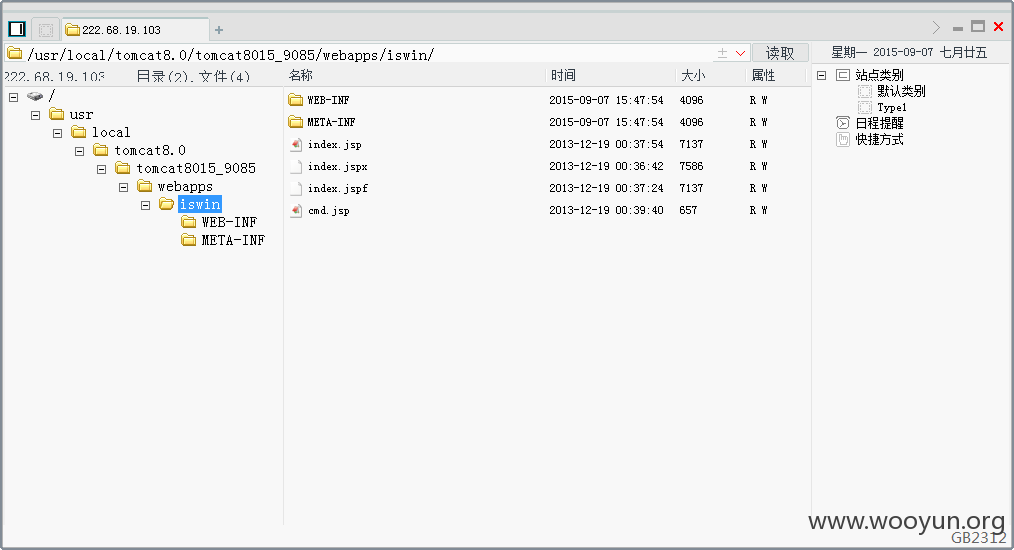 222.68.19.103
/usr/local/tomcat8.0/tomcat8015_9085/webapps/iswin/
读取
星期一 2015-09-07 七月廿五
222.68.19.103 目录(2),文件(4)
名称 时间 大小 属性
/
usr
local
tomcat8.0
tomcat8015_9085
webapps
iswin
WEB-INF
META-INF
WEB-INF 2015-09-07 15:47:54 4096 R W
META-INF 2015-09-07 15:47:54 4096 R W
index.jsp 2013-12-19 00:37:54 7137 R W
index.jspx 2013-12-19 00:36:42 7586 R W
index.jspf 2013-12-19 00:37:24 7137 R W
cmd.jsp 2013-12-19 00:39:40 657 R W
站点类别
默认类别
Type1
日程提醒
快捷方式
www.wooyun.org
GB2312